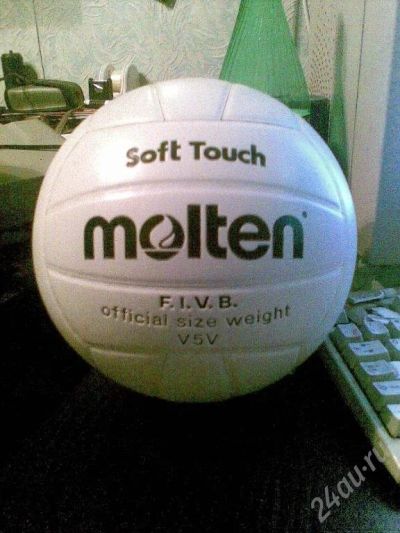 Soft Touch
molten
F.I.V.B.
official size weight
V5V
24au.ru